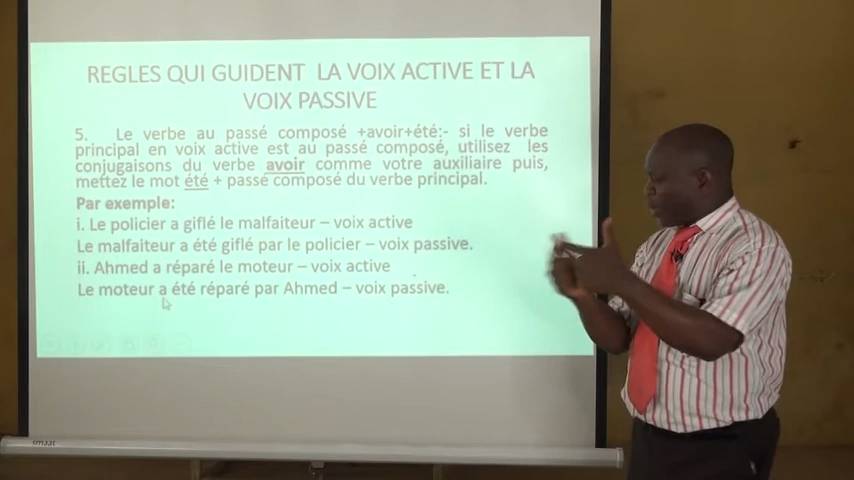 REGLES QUI GUIDENT LA VOIX ACTIVE ET LA
VOIX PASSIVE
5. Le verbe au passé composé +avoir+été:- si le verbe
principal en voix active est au passé composé, utilisez les
conjugaisons du verbe avoir comme votre auxiliaire puis,
mettez le mot été + passé composé du verbe principal.
Par exemple:
i. Le policier a giflé le malfaiteur – voix active
Le malfaiteur a été giflé par le policier – voix passive.
ii. Ahmed a réparé le moteur – voix active
Le moteur a été réparé par Ahmed – voix passive.